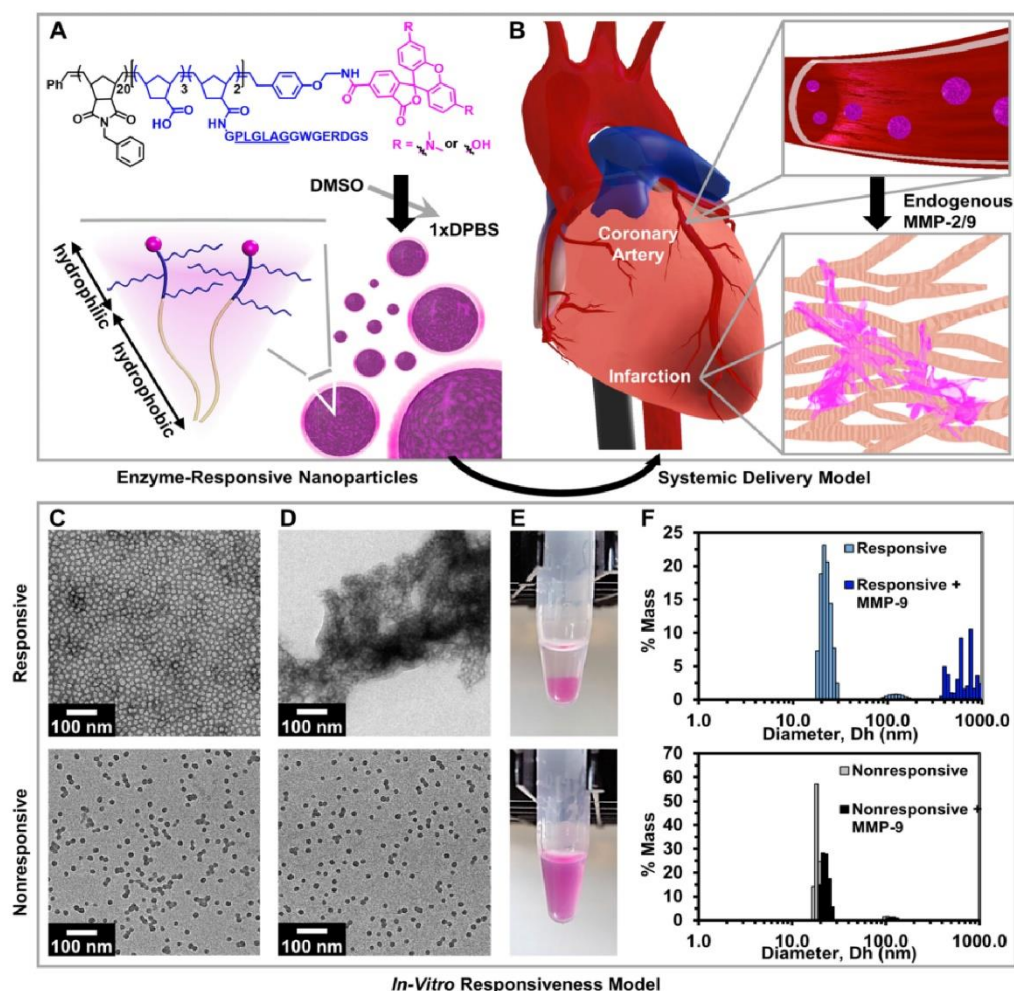 A
Ph
20
3
2
O
N
O
HO
O
O
HN
GPLGLAGGWGERDGS
O
NH
O
O
O
O
R
R
R = N or OH
DMSO
1xDPBS
hydrophilic
hydrophobic
Enzyme-Responsive Nanoparticles
B
Coronary
Artery
Infarction
Endogenous
MMP-2/9
Systemic Delivery Model
C
D
E
F
Responsive
100 nm
100 nm
25
20
15
10
5
0
% Mass
Responsive
Responsive +
MMP-9
1.0
10.0
100.0
1000.0
Diameter, Dh (nm)
Nonresponsive
100 nm
100 nm
70
60
50
40
30
20
10
0
% Mass
Nonresponsive
Nonresponsive +
MMP-9
1.0
10.0
100.0
1000.0
Diameter, Dh (nm)
In-Vitro Responsiveness Model